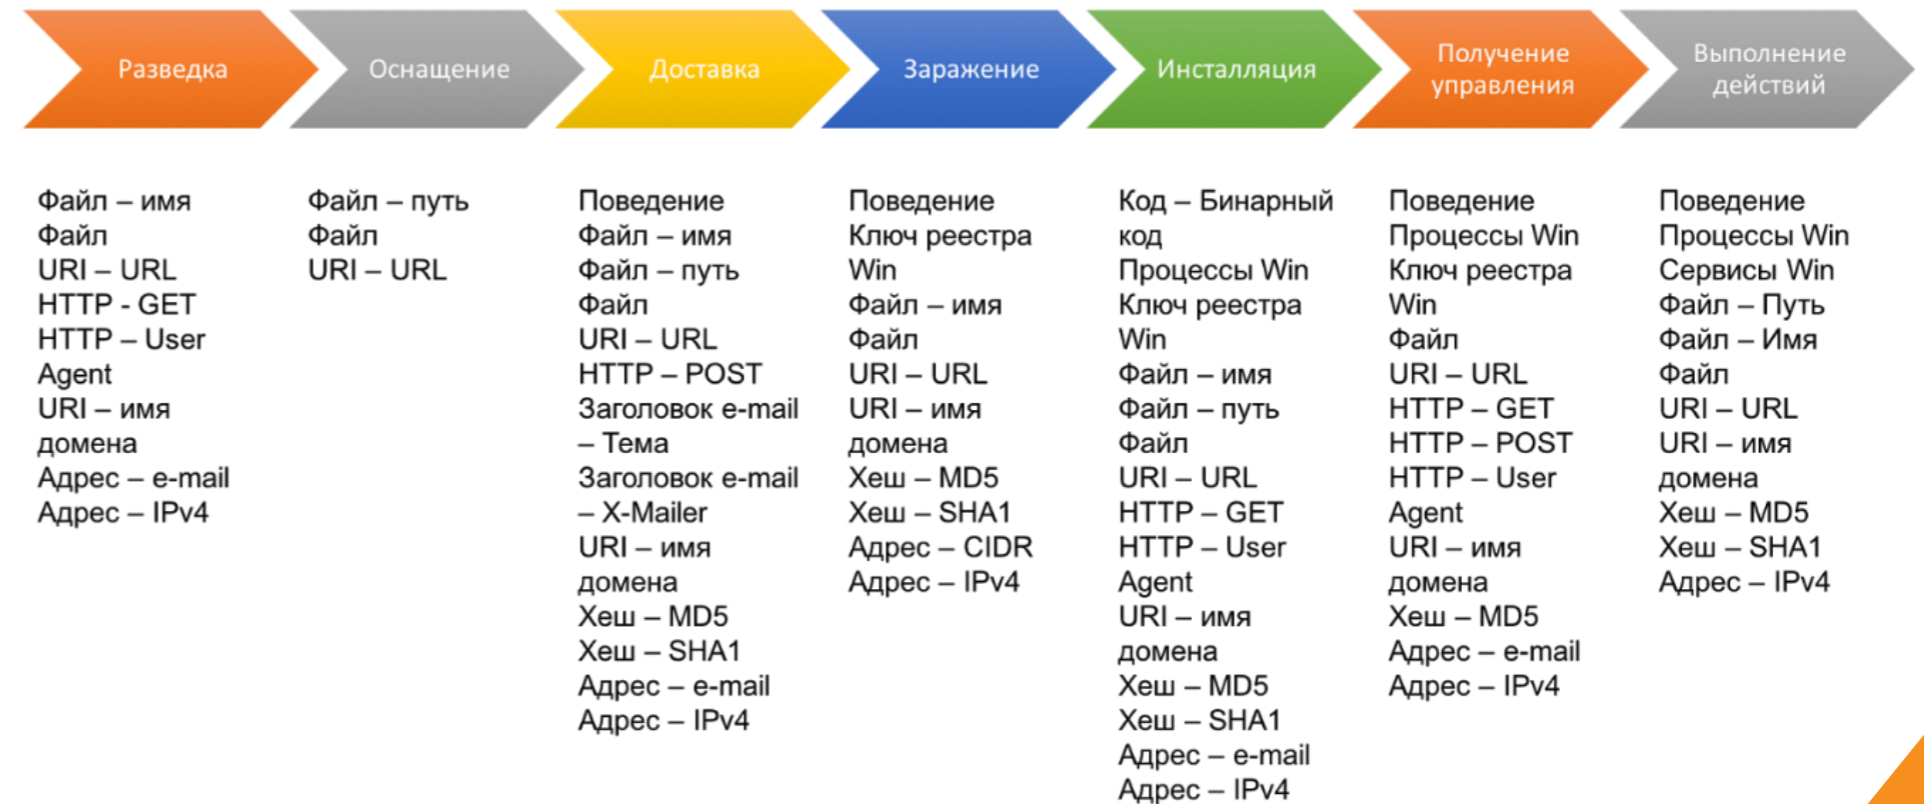 Разведка
Оснащение
Доставка
Заражение
Инсталляция
Получение
управления
Выполнение
действий
Файл – имя
Файл
URI – URL
HTTP - GET
HTTP – User
Agent
URI – имя
домена
Адрес – e-mail
Адрес – IPv4
Файл – путь
Файл
URI – URL
Поведение
Файл – имя
Файл – путь
Файл
URI – URL
HTTP – POST
Заголовок e-mail
– Тема
Заголовок e-mail
– X-Mailer
URI – имя
домена
Хеш – MD5
Хеш – SHA1
Адрес – e-mail
Адрес – IPv4
Поведение
Ключ реестра
Win
Файл – имя
Файл
URI – URL
URI – имя
домена
Хеш – MD5
Хеш – SHA1
Адрес – CIDR
Адрес – IPv4
Код – Бинарный
код
Процессы Win
Ключ реестра
Win
Файл – имя
Файл – путь
Файл
URI – URL
HTTP – GET
HTTP – User
Agent
URI – имя
домена
Хеш – MD5
Хеш – SHA1
Адрес – e-mail
Адрес – IPv4
Поведение
Процессы Win
Ключ реестра
Win
Файл
URI – URL
HTTP – GET
HTTP – POST
HTTP – User
Agent
URI – имя
домена
Хеш – MD5
Адрес – e-mail
Адрес – IPv4
Поведение
Процессы Win
Сервисы Win
Файл – Путь
Файл – Имя
Файл
URI – URL
URI – имя
домена
Хеш – MD5
Хеш – SHA1
Адрес – IPv4